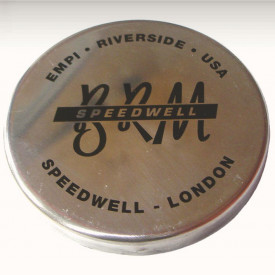 EMPI • RIVERSIDE • USA
BRM
SPEEDWELL
SPEEDWELL - LONDON